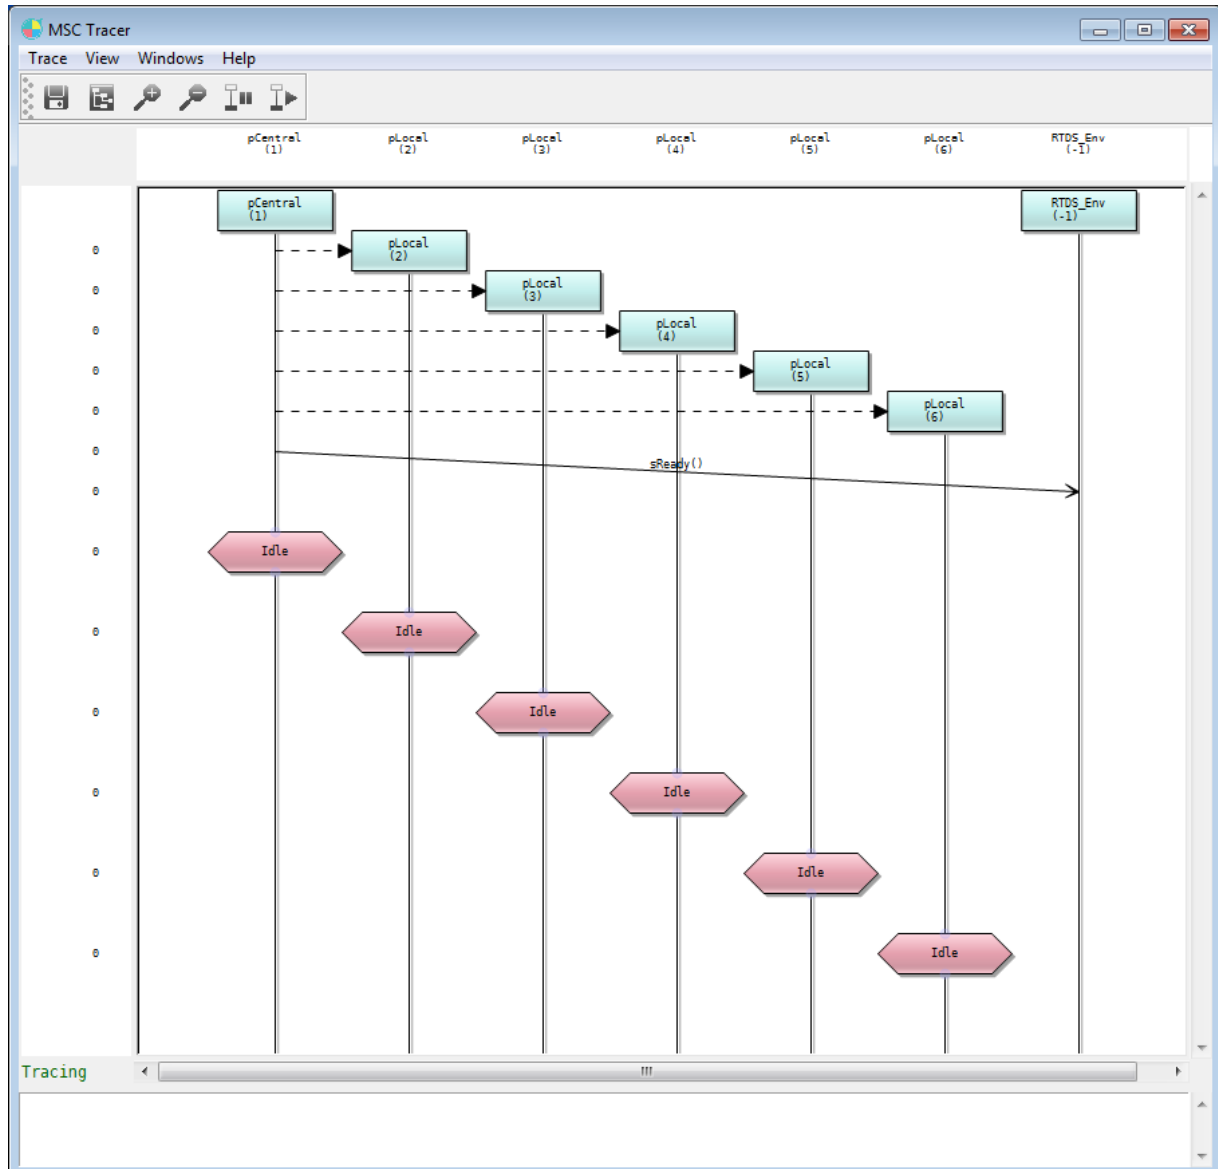 MSC Tracer
Trace View Windows Help
pCentral pLocal pLocal pLocal pLocal pLocal RTDS_Env
(1) (2) (3) (4) (5) (6) (-1)
pCentral RTDS_Env
(1) (-1)
0 pLocal
(2)
0 pLocal
(3)
0 pLocal
(4)
0 pLocal
(5)
0 pLocal
(6)
0
sReady()
0
0 Idle
0 Idle
0 Idle
0 Idle
0 Idle
0 Idle
Tracing